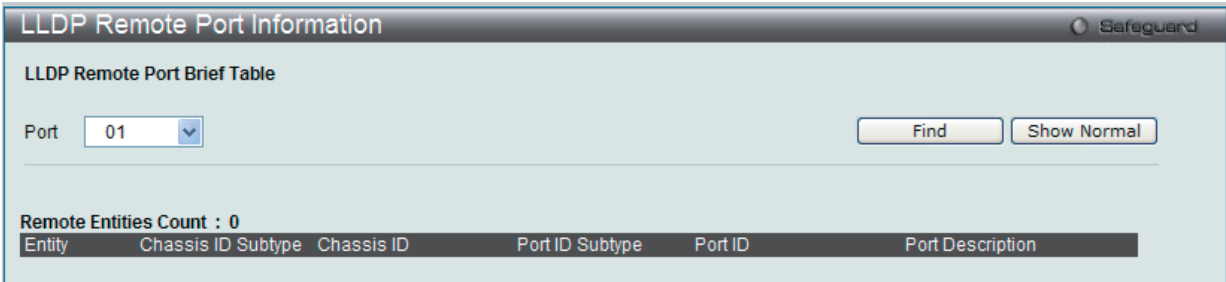 LLDP Remote Port Information Safeguard
LLDP Remote Port Brief Table
Port 01 Find Show Normal
Remote Entities Count : 0
Entity Chassis ID Subtype Chassis ID Port ID Subtype Port ID Port Description